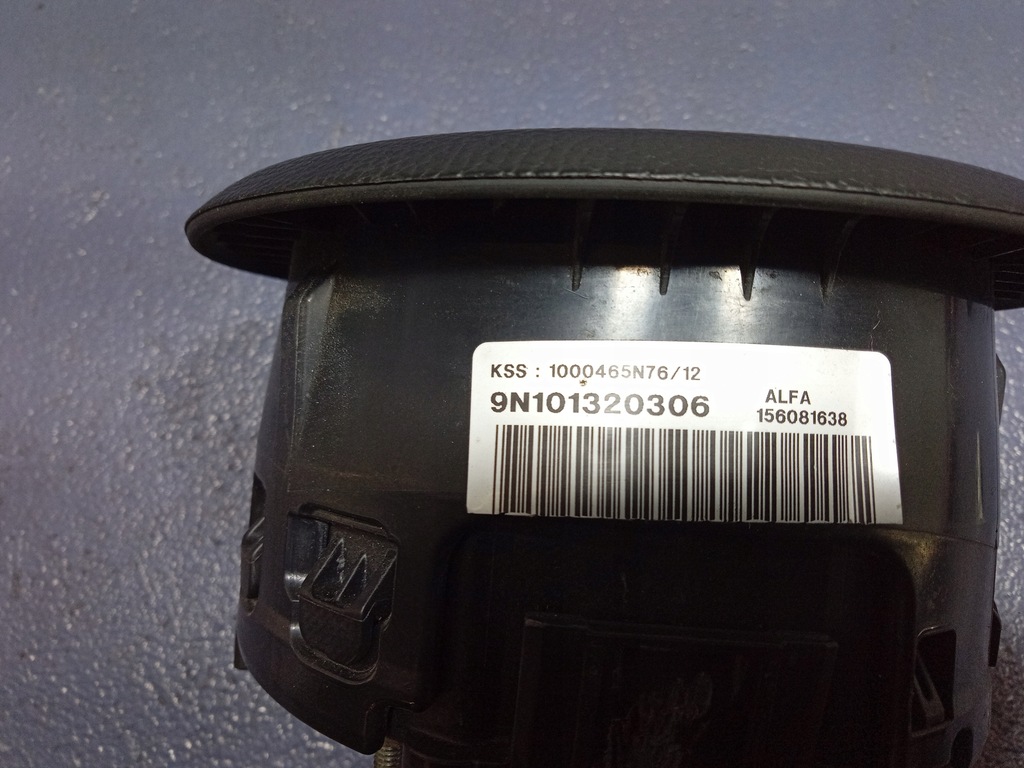 KSS : 1000465N76/12
9N101320306
ALFA
156081638